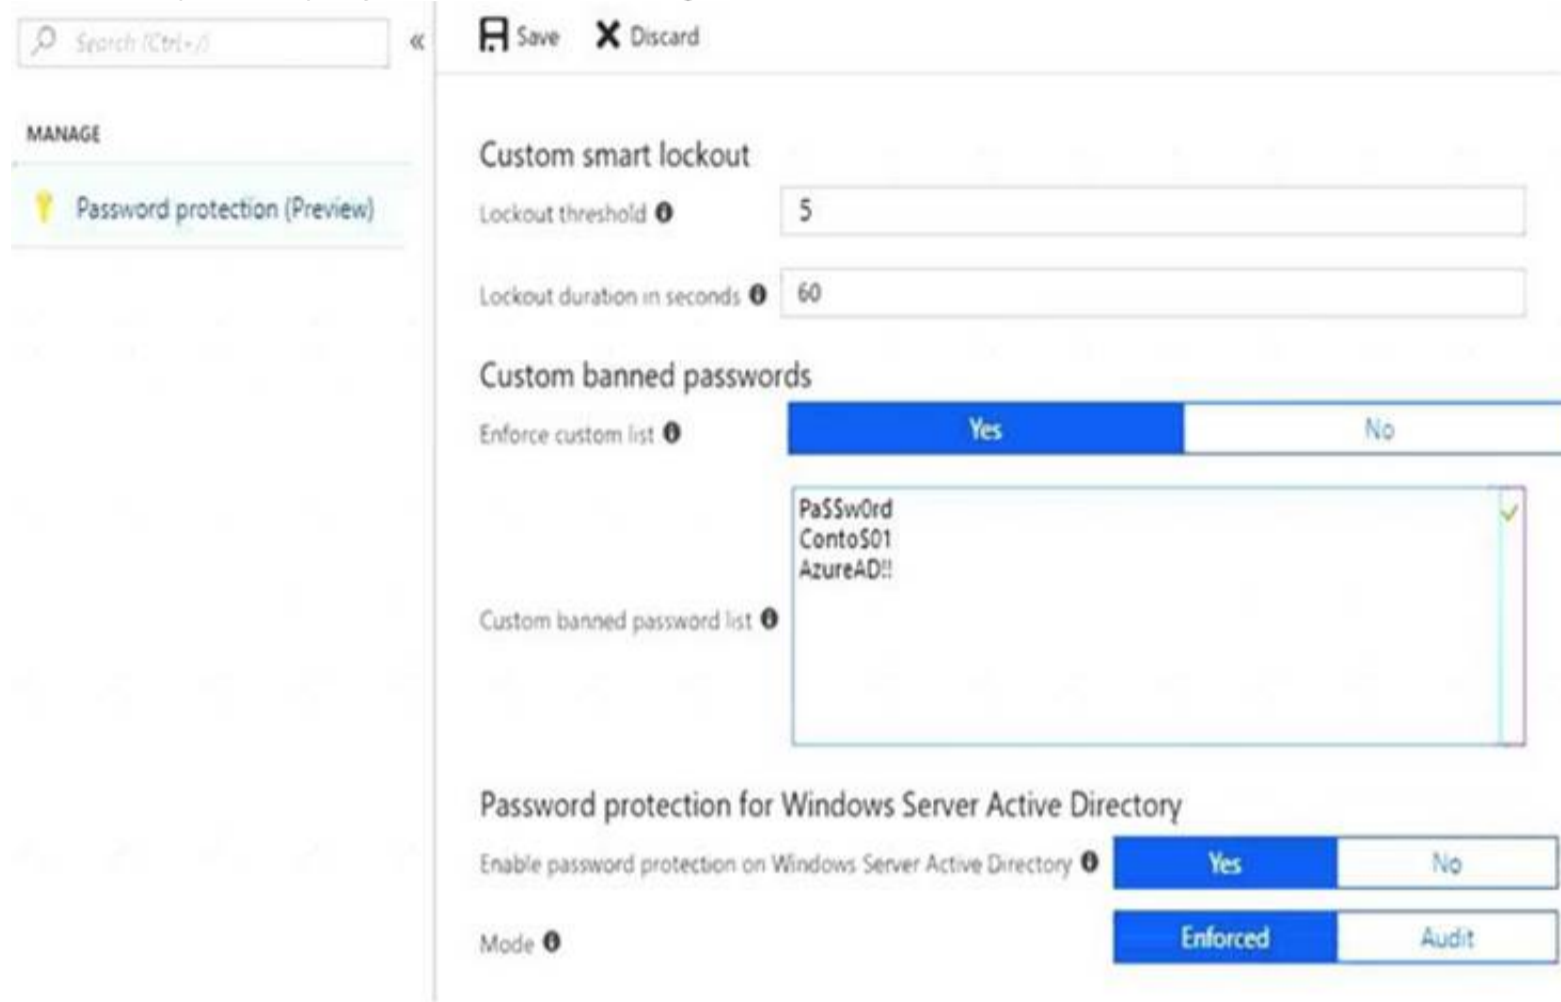 Search (Ctrl+/)
«
Save
Discard
MANAGE
Password protection (Preview)
Custom smart lockout
Lockout threshold
5
Lockout duration in seconds
60
Custom banned passwords
Enforce custom list
Yes
No
Custom banned password list
Pa$$w0rd
Conto$01
AzureAD!!
Password protection for Windows Server Active Directory
Enable password protection on Windows Server Active Directory
Yes
No
Mode
Enforced
Audit